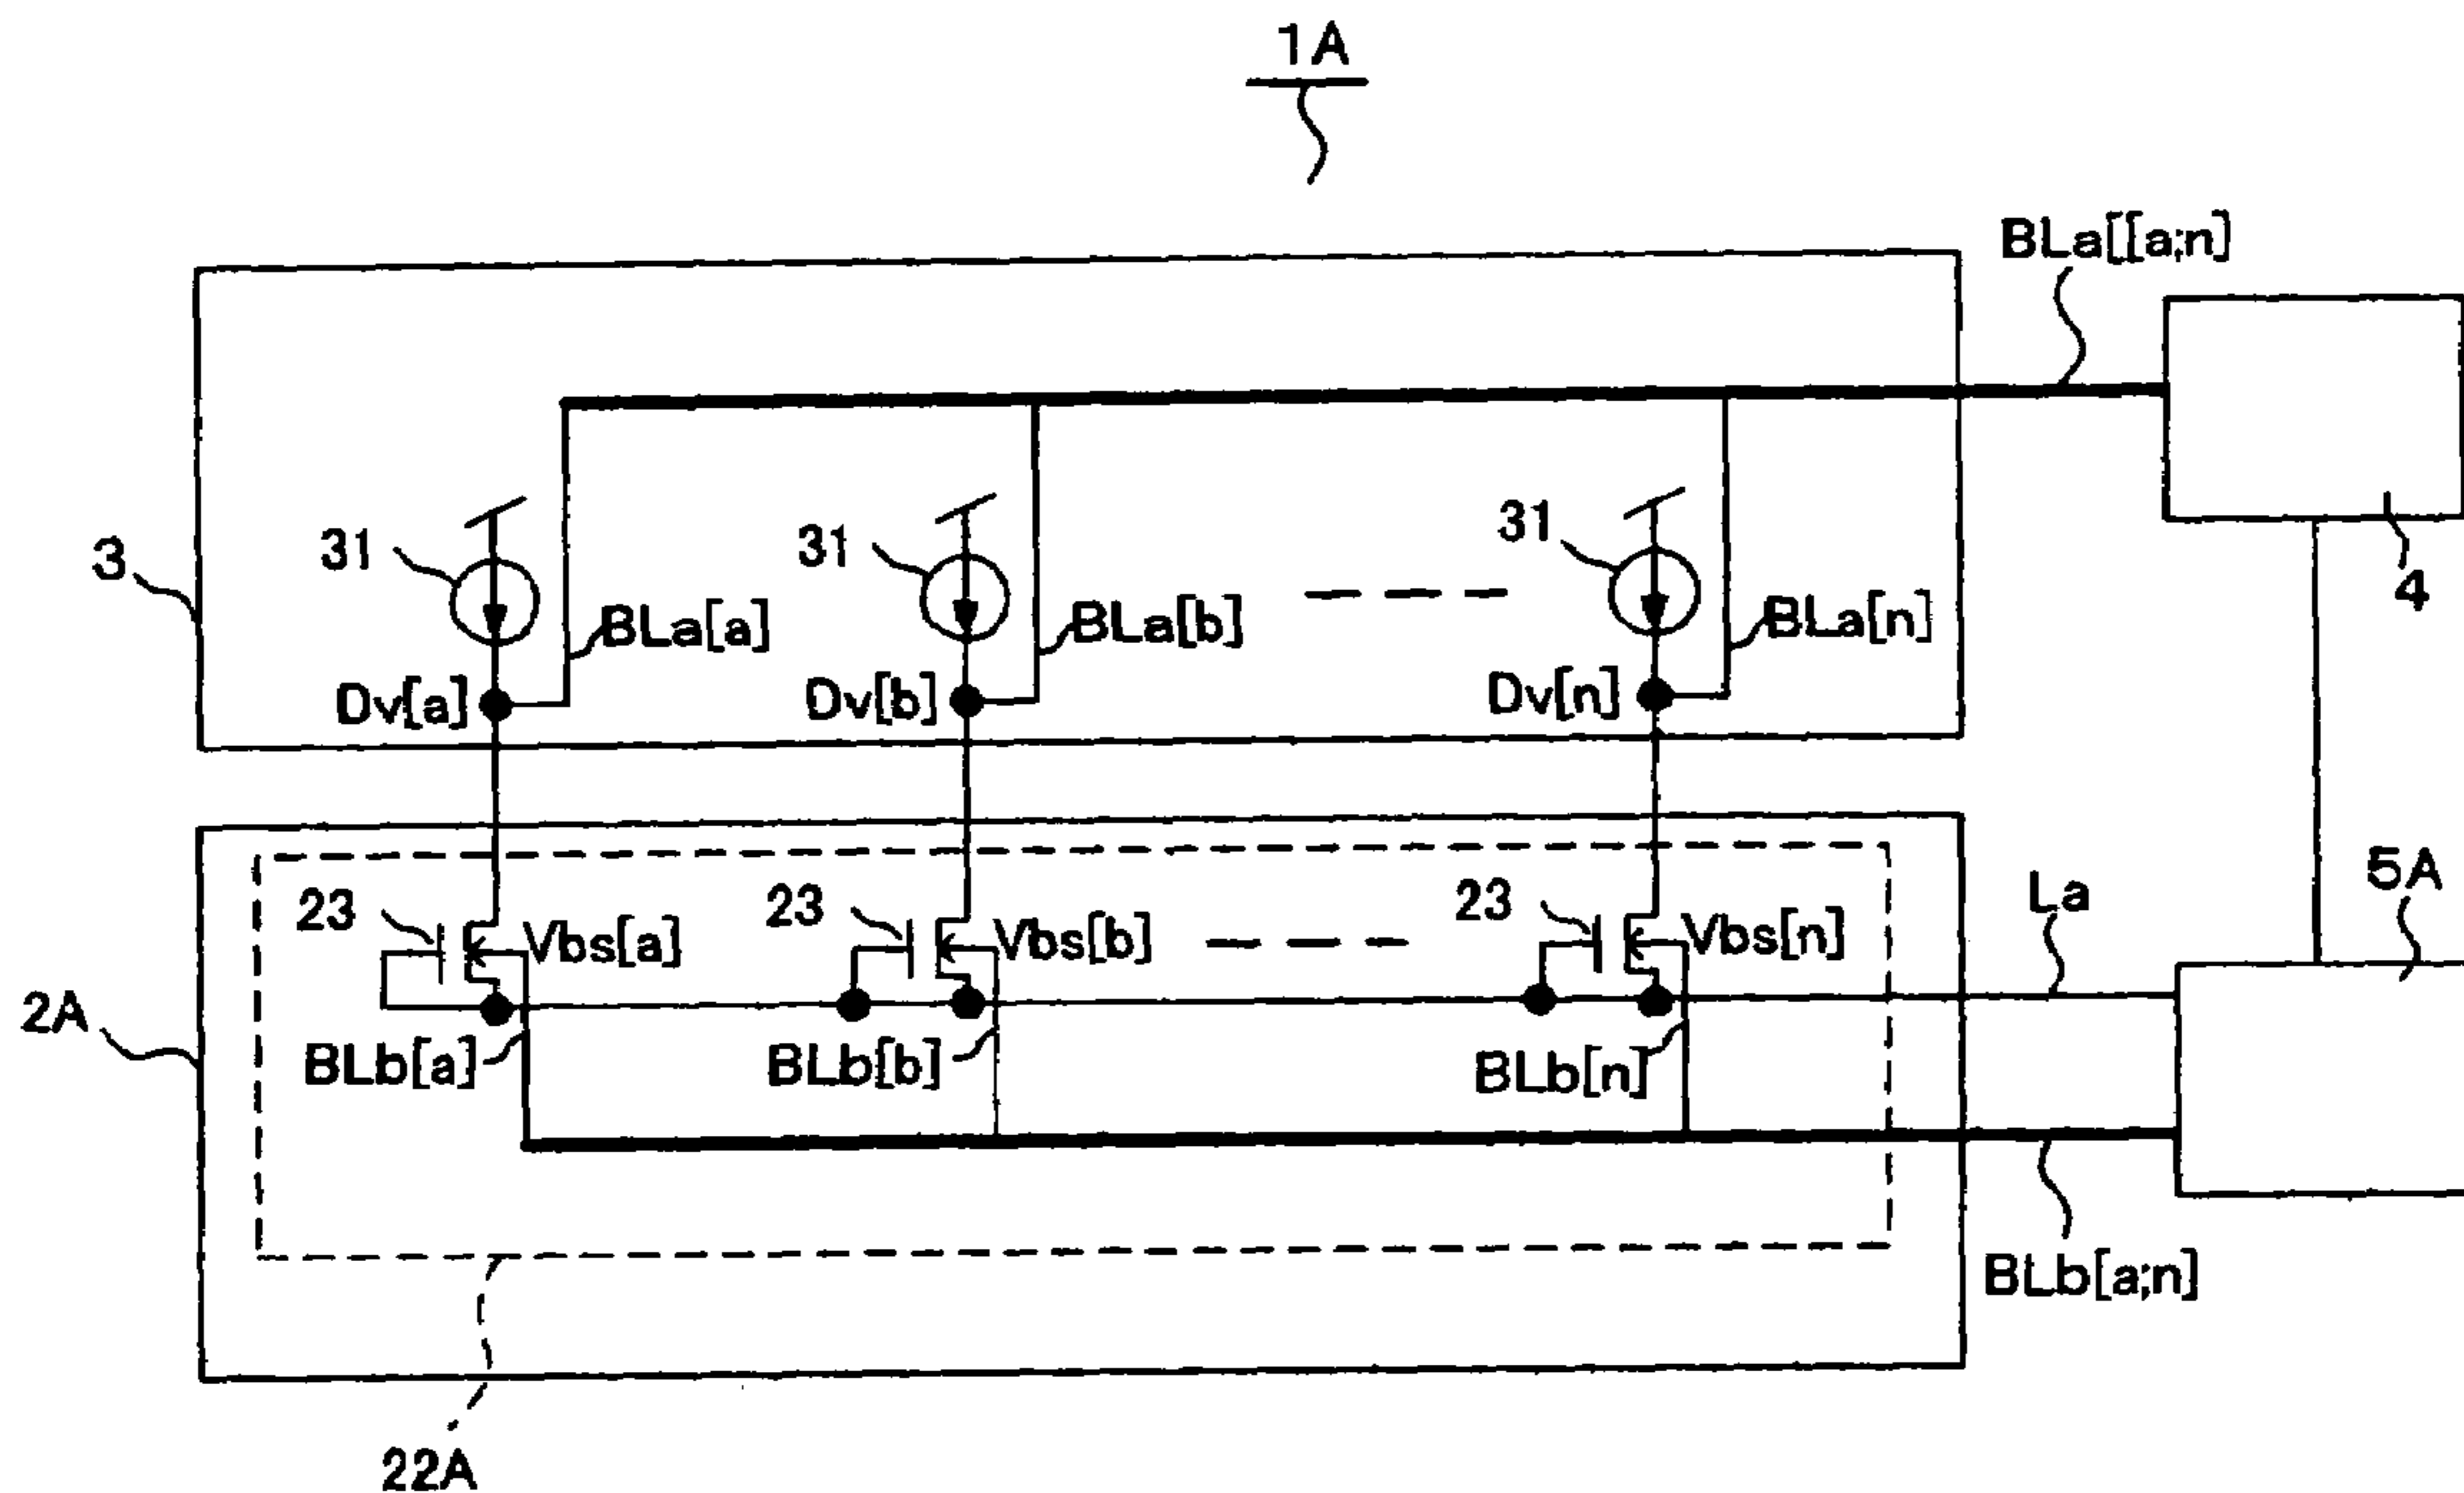 1A
BLa[[a;n]
31
31
31
3
4
BLa[a]
BLa[b]
BLa[n]
Dv[a]
Dv[b]
Dv[n]
5A
La
23
23
23
Vbs[a]
Vbs[b]
Vbs[n]
2A
BLb[a]
BLb[b]
BLb[n]
BLb[a;n]
22A